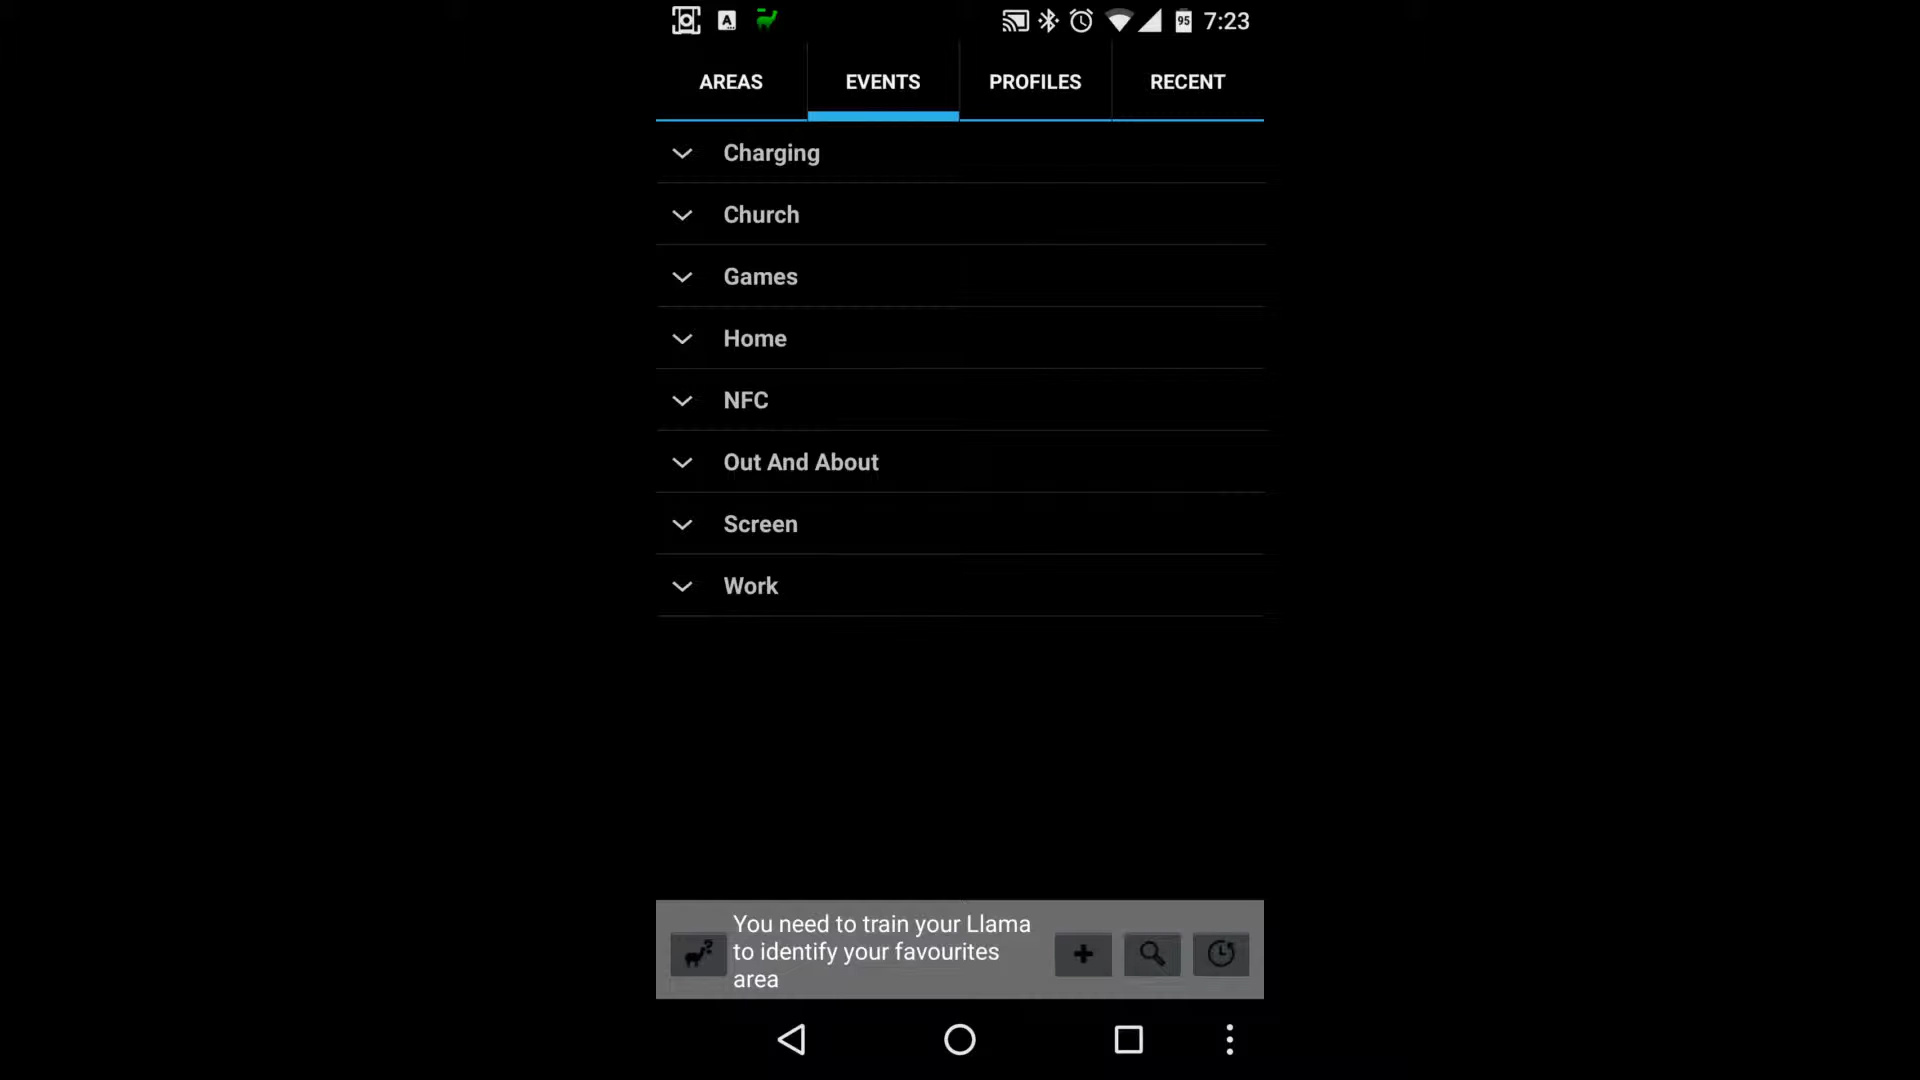 A
95
7:23
AREAS
EVENTS
PROFILES
RECENT
Charging
Church
Games
Home
NFC
Out And About
Screen
Work
You need to train your Llama
to identify your favourites
area